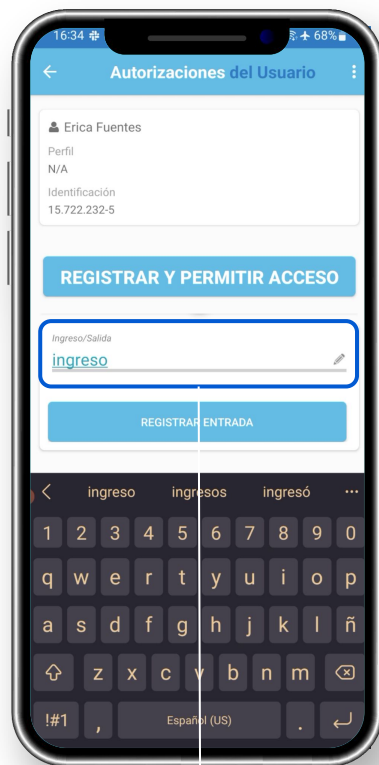 16:34 68%
Autorizaciones del Usuario
Erica Fuentes
Perfil
N/A
Identificación
15.722.232-5
REGISTRAR Y PERMITIR ACCESO
Ingreso/Salida
ingreso
REGISTRAR ENTRADA
ingreso ingresos ingresó ...
1 2 3 4 5 6 7 8 9 0
q w e r t y u i o p
a s d f g h j k l ñ
z x c v b n m
!#1 , Español (US) .